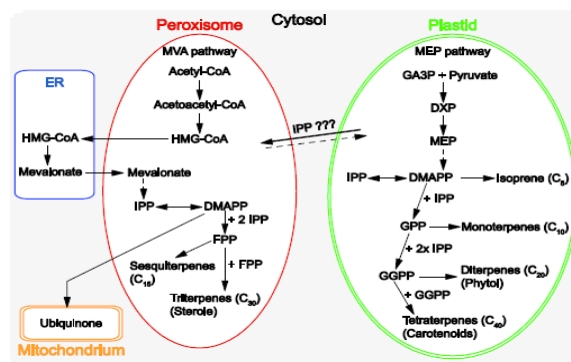 Cytosol
Peroxisome
Plastid
ER
MVA pathway
Acetyl-CoA
Acetoacetyl-CoA
HMG-CoA
HMG-CoA
Mevalonate
Mevalonate
IPP
DMAPP
+ 2 IPP
FPP
+ FPP
Sesquiterpenes
(C15)
Triterpenes (C30)
(Sterole)
Ubiquinone
Mitochondrium
IPP ???
MEP pathway
GA3P + Pyruvate
DXP
MEP
IPP
DMAPP
Isoprene (C5)
+ IPP
GPP
Monoterpenes (C10)
+ 2x IPP
GGPP
Diterpenes (C20)
(Phytol)
+ GGPP
Tetraterpenes (C40)
(Carotenoids)